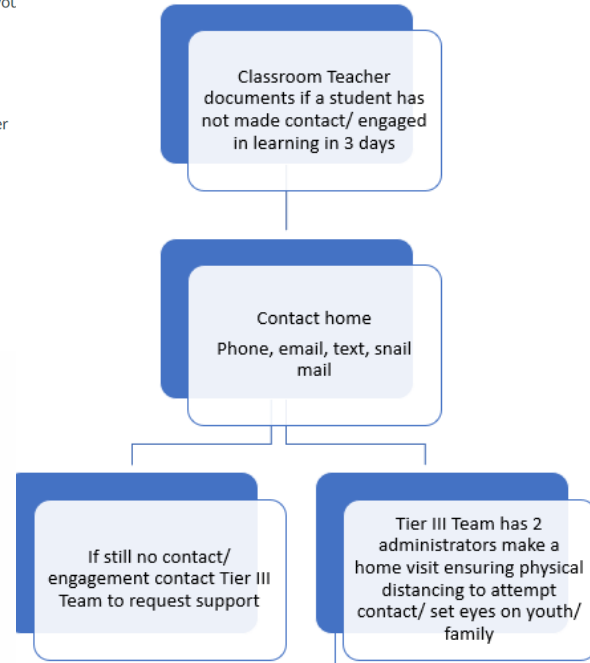 Classroom Teacher
documents if a student has
not made contact/ engaged
in learning in 3 days
Contact home
Phone, email, text, snail
mail
If still no contact/
engagement contact Tier III
Team to request support
Tier III Team has 2
administrators make a
home visit ensuring physical
distancing to attempt
contact/ set eyes on youth/
family